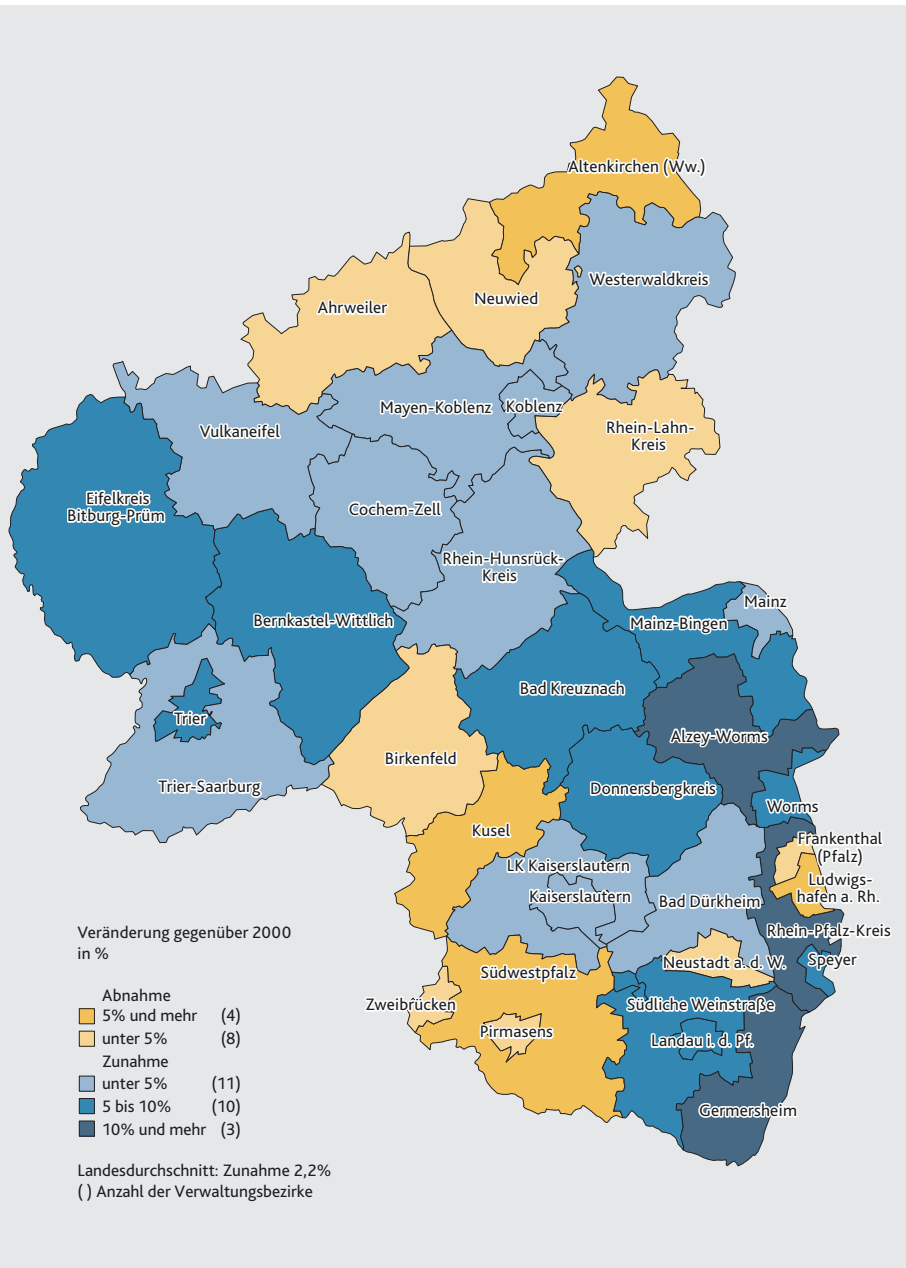 Altenkirchen (Ww.)
Westerwaldkreis
Neuwied
Ahrweiler
Mayen-Koblenz
Koblenz
Rhein-Lahn-
Kreis
Vulkaneifel
Eifelkreis
Bitburg-Prüm
Cochem-Zell
Rhein-Hunsrück-
Kreis
Mainz
Bernkastel-Wittlich
Mainz-Bingen
Bad Kreuznach
Trier
Alzey-Worms
Birkenfeld
Trier-Saarburg
Donnersbergkreis
Worms
Kusel
Frankenthal
(Pfalz)
LK Kaiserslautern
Ludwigs-
hafen a. Rh.
Kaiserslautern
Bad Dürkheim
Rhein-Pfalz-Kreis
Neustadt a. d. W.
Speyer
Südwestpfalz
Zweibrücken
Südliche Weinstraße
Pirmasens
Landau i. d. Pf.
Germersheim
Veränderung gegenüber 2000
in %
Abnahme
5% und mehr (4)
unter 5% (8)
Zunahme
unter 5% (11)
5 bis 10% (10)
10% und mehr (3)
Landesdurchschnitt: Zunahme 2,2%
( ) Anzahl der Verwaltungsbezirke